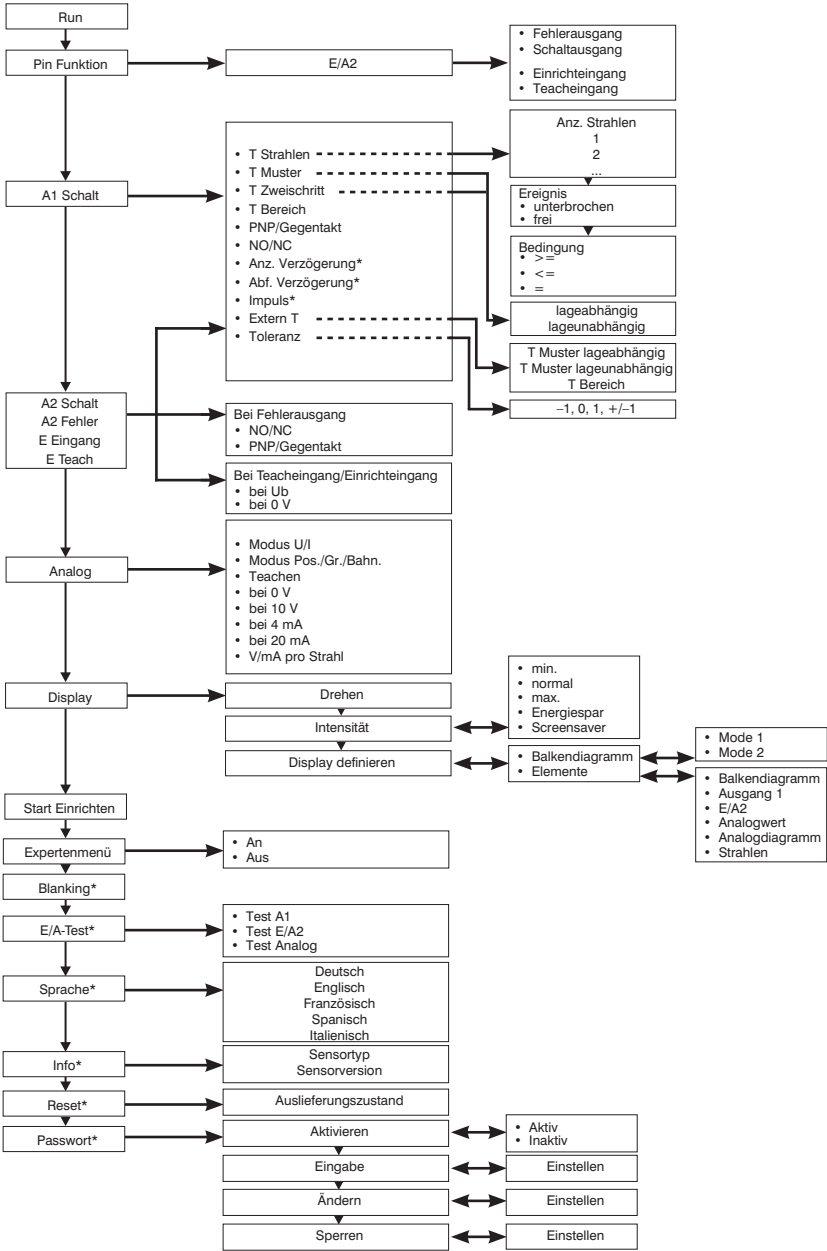 Run
Pin Funktion
E/A2
• Fehlerausgang
• Schaltausgang
• Einrichteingang
• Teacheingang
A1 Schalt
• T Strahlen
• T Muster
• T Zweischritt
• T Bereich
• PNP/Gegentakt
• NO/NC
• Anz. Verzögerung*
• Abf. Verzögerung*
• Impuls*
• Extern T
• Toleranz
Anz. Strahlen
1
2
...
Ereignis
• unterbrochen
• frei
Bedingung
• >=
• <=
• =
lageabhängig
lageunabhängig
T Muster lageabhängig
T Muster lageunabhängig
T Bereich
–1, 0, 1, +/–1
A2 Schalt
A2 Fehler
E Eingang
E Teach
Bei Fehlerausgang
• NO/NC
• PNP/Gegentakt
Bei Teacheingang/Einrichteingang
• bei Ub
• bei 0 V
Analog
• Modus U/I
• Modus Pos./Gr./Bahn.
• Teachen
• bei 0 V
• bei 10 V
• bei 4 mA
• bei 20 mA
• V/mA pro Strahl
Display
Drehen
Intensität
• min.
• normal
• max.
• Energiespar
• Screensaver
Display definieren
• Balkendiagramm
• Elemente
• Mode 1
• Mode 2
• Balkendiagramm
• Ausgang 1
• E/A2
• Analogwert
• Analogdiagramm
• Strahlen
Start Einrichten
Expertenmenü
• An
• Aus
Blanking*
E/A-Test*
• Test A1
• Test E/A2
• Test Analog
Sprache*
Deutsch
Englisch
Französisch
Spanisch
Italienisch
Info*
Sensortyp
Sensorversion
Reset*
Auslieferungszustand
Passwort*
Aktivieren
• Aktiv
• Inaktiv
Eingabe
Einstellen
Ändern
Einstellen
Sperren
Einstellen